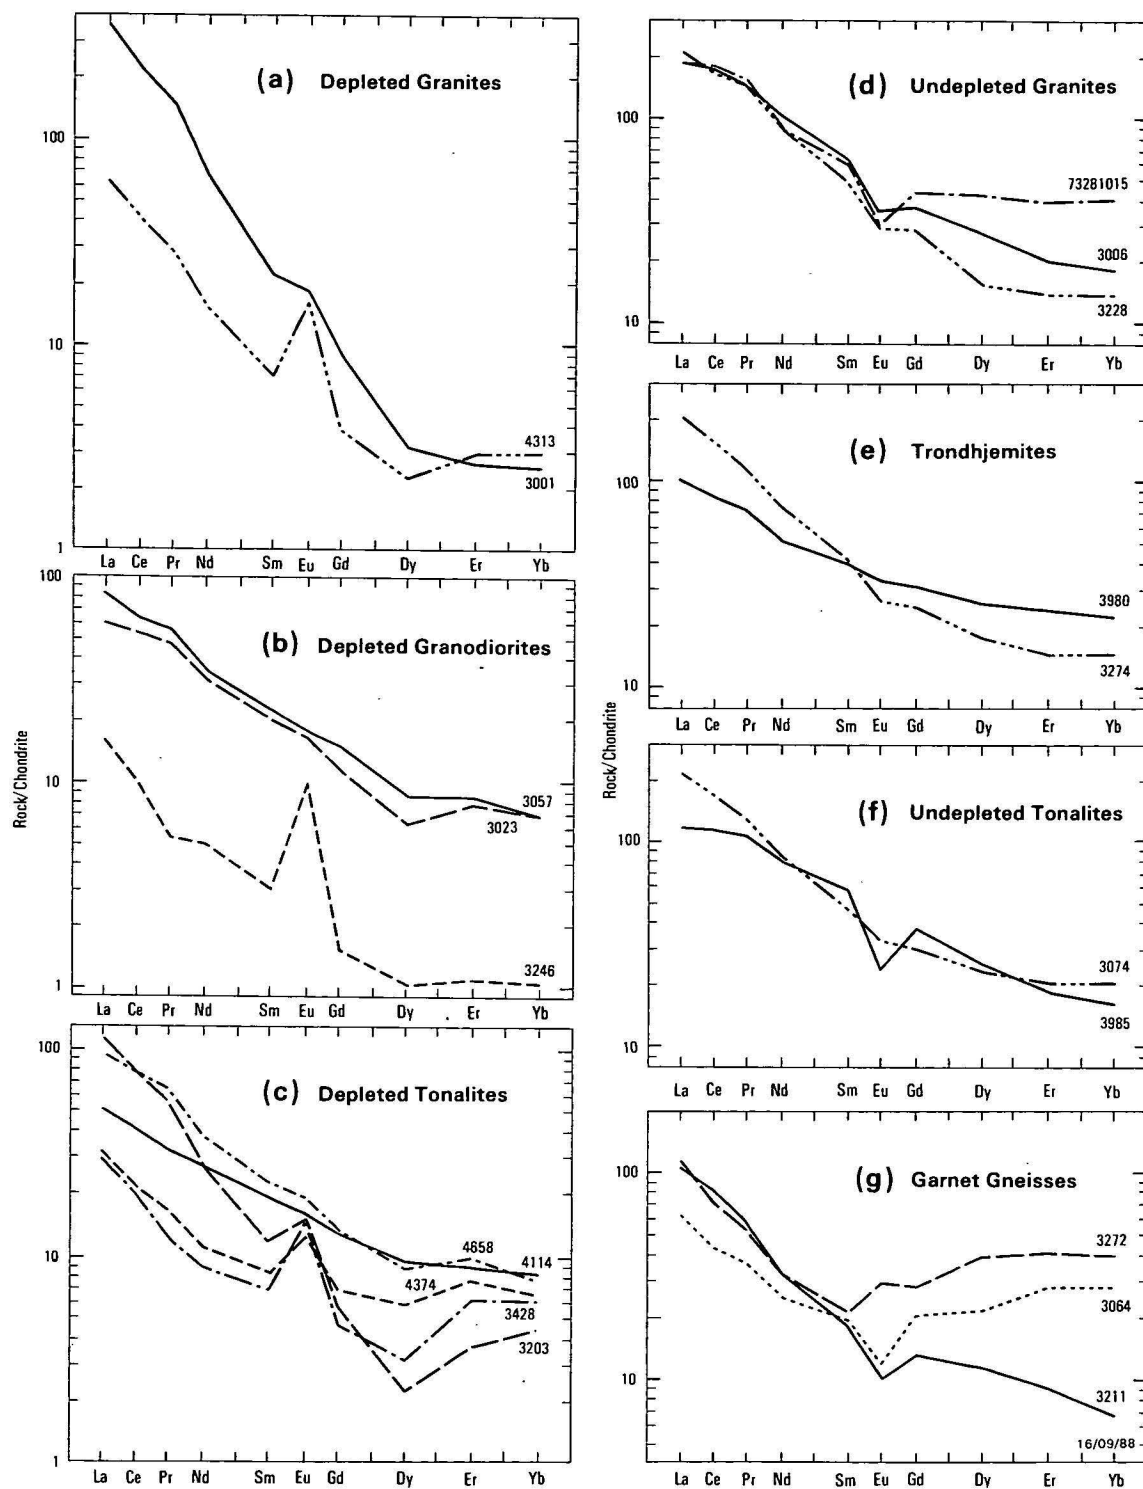 (a) Depleted Granites
100
10
1
4313
3001
La Ce Pr Nd Sm Eu Gd Dy Er Yb
(b) Depleted Granodiorites
Rock/Chondrite
100
10
1
3057
3023
3246
La Ce Pr Nd Sm Eu Gd Dy Er Yb
(c) Depleted Tonalites
100
10
1
4658
4114
4374
3428
3203
La Ce Pr Nd Sm Eu Gd Dy Er Yb
(d) Undepleted Granites
100
10
73281015
3006
3228
La Ce Pr Nd Sm Eu Gd Dy Er Yb
(e) Trondhjemites
100
10
3980
3274
La Ce Pr Nd Sm Eu Gd Dy Er Yb
Rock/Chondrite
(f) Undepleted Tonalites
100
10
3074
3985
La Ce Pr Nd Sm Eu Gd Dy Er Yb
(g) Garnet Gneisses
100
10
3272
3064
3211
16/09/88
La Ce Pr Nd Sm Eu Gd Dy Er Yb